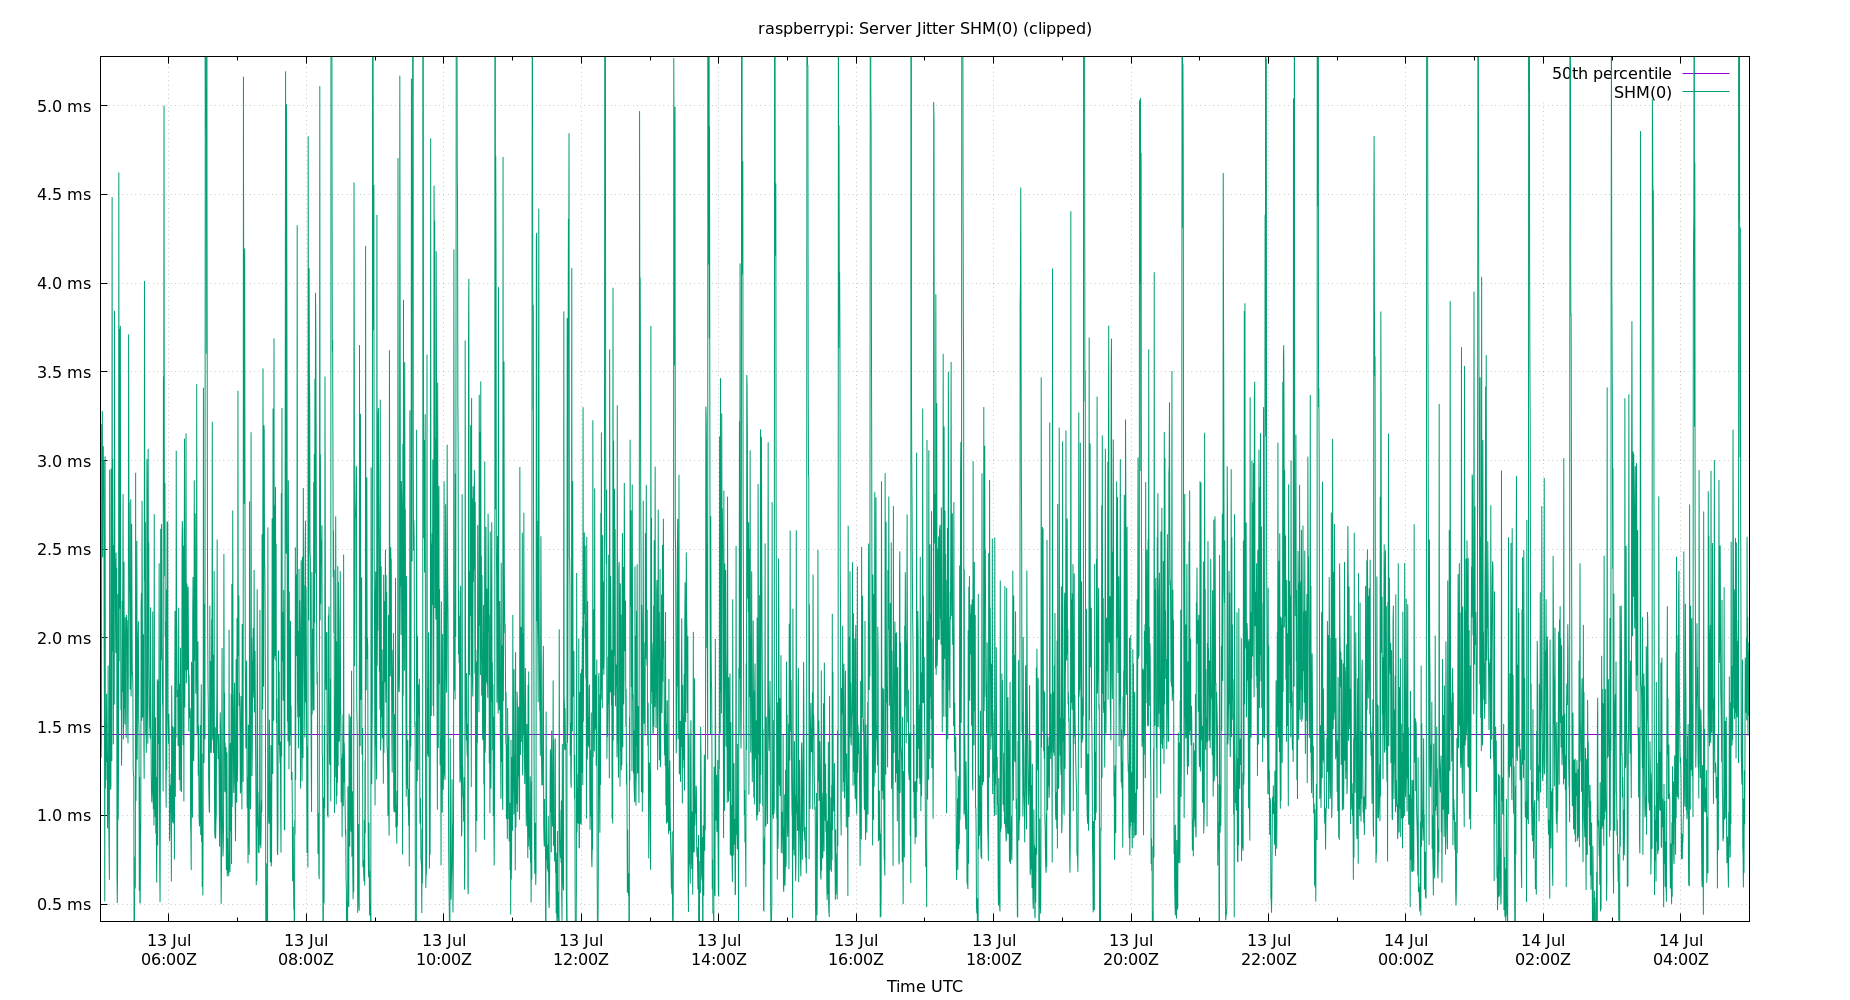 raspberrypi: Server Jitter SHM(0) (clipped)
50th percentile
SHM(0)
5.0 ms
4.5 ms
4.0 ms
3.5 ms
3.0 ms
2.5 ms
2.0 ms
1.5 ms
1.0 ms
0.5 ms
13 Jul 13 Jul 13 Jul 13 Jul 13 Jul 13 Jul 13 Jul 13 Jul 13 Jul 14 Jul 14 Jul 14 Jul
06:00Z 08:00Z 10:00Z 12:00Z 14:00Z 16:00Z 18:00Z 20:00Z 22:00Z 00:00Z 02:00Z 04:00Z
Time UTC